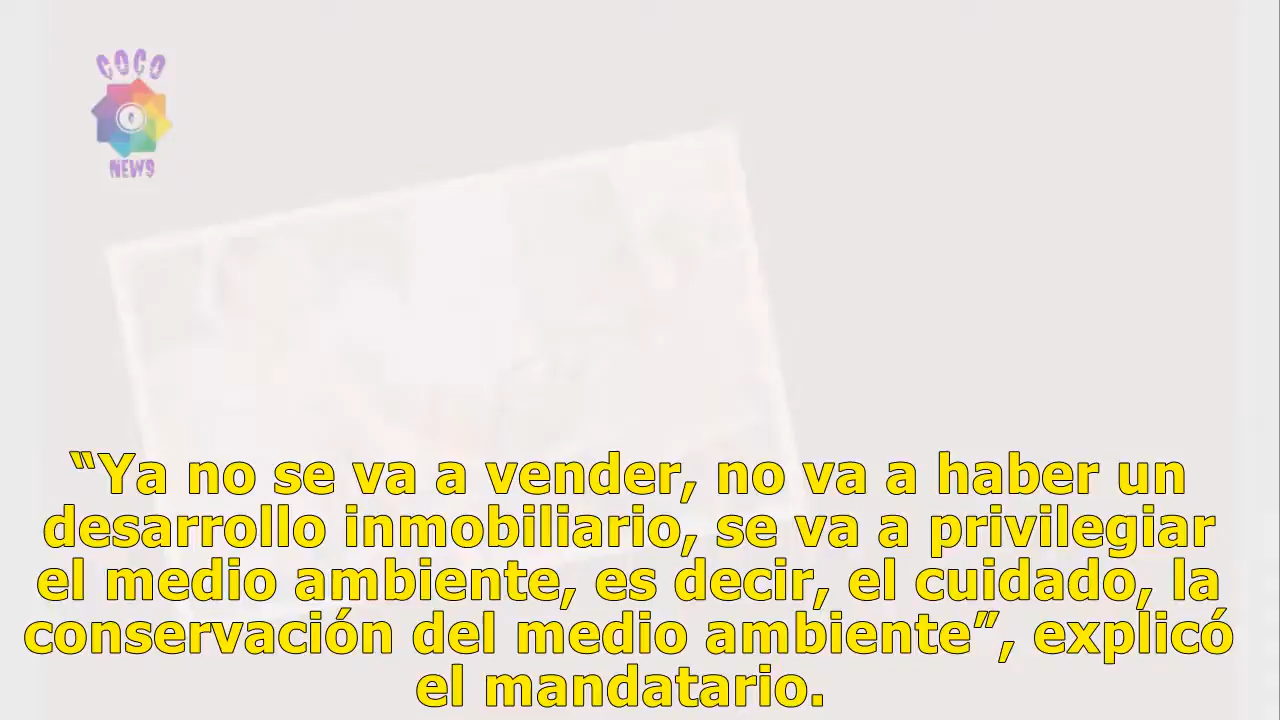 COCO
NEWS
“Ya no se va a vender, no va a haber un
desarrollo inmobiliario, se va a privilegiar
el medio ambiente, es decir, el cuidado, la
conservación del medio ambiente”, explicó
el mandatario.